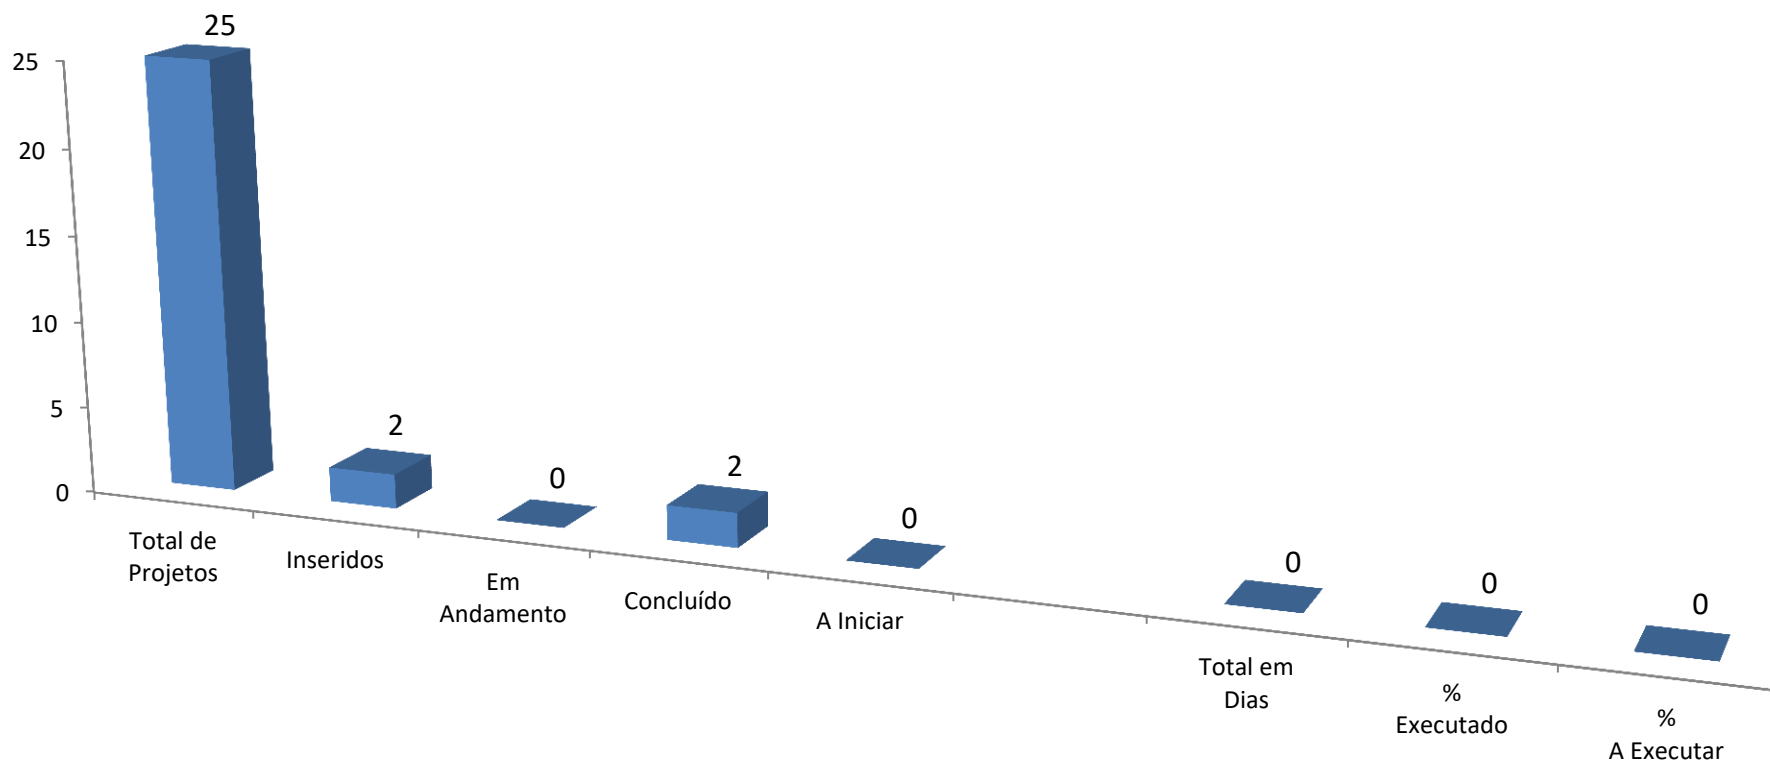 25
25
20
15
10
5
0
2
0
2
0
0
0
0
Total de
Projetos
Inseridos
Em
Andamento
Concluído
A Iniciar
Total em
Dias
%
Executado
%
A Executar